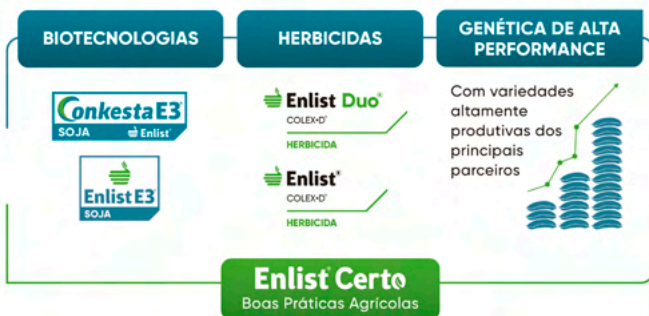 BIOTECNOLOGIAS
HERBICIDAS
GENÉTICA DE ALTA
PERFORMANCE
Conkesta E3®
SOJA Enlist®
Enlist E3®
SOJA
Enlist Duo®
COLEX•D®
HERBICIDA
Enlist®
COLEX•D®
HERBICIDA
Com variedades
altamente
produtivas dos
principais
parceiros
Enlist® Certo
Boas Práticas Agrícolas